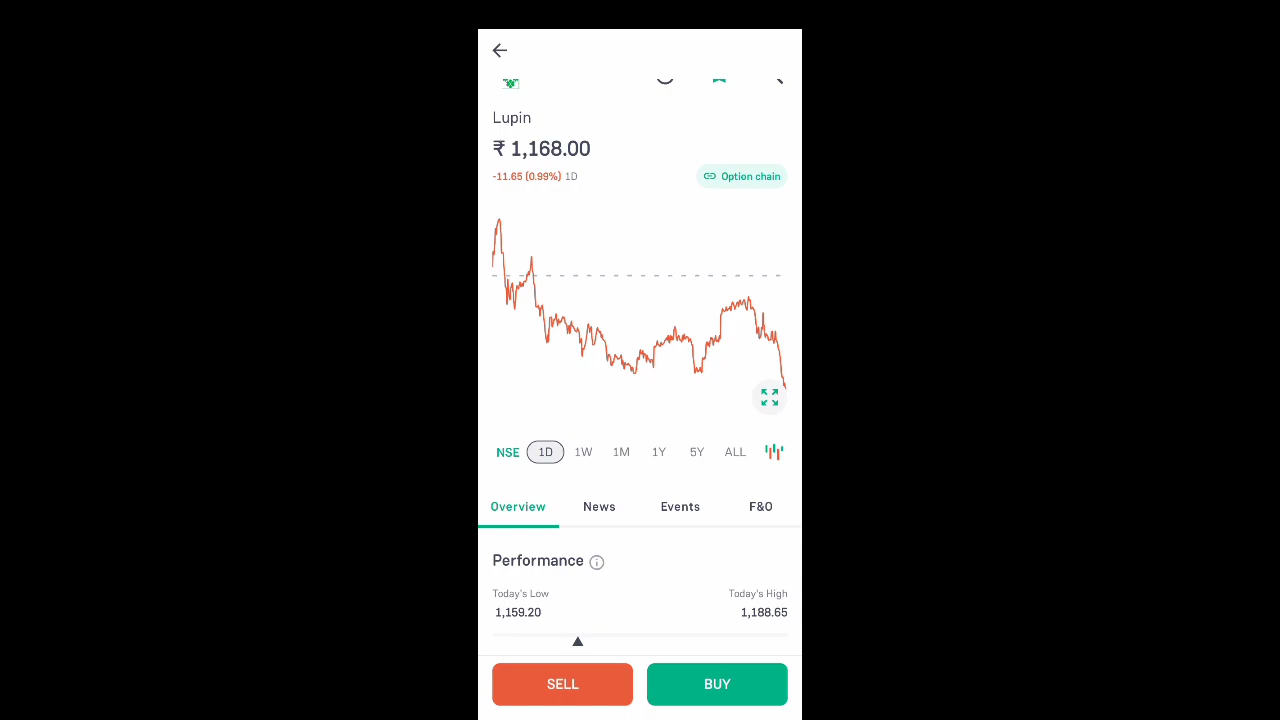 Lupin
₹ 1,168.00
-11.65 (0.99%) 1D
Option chain
NSE 1D 1W 1M 1Y 5Y ALL
Overview News Events F&O
Performance
Today's Low Today's High
1,159.20 1,188.65
SELL BUY